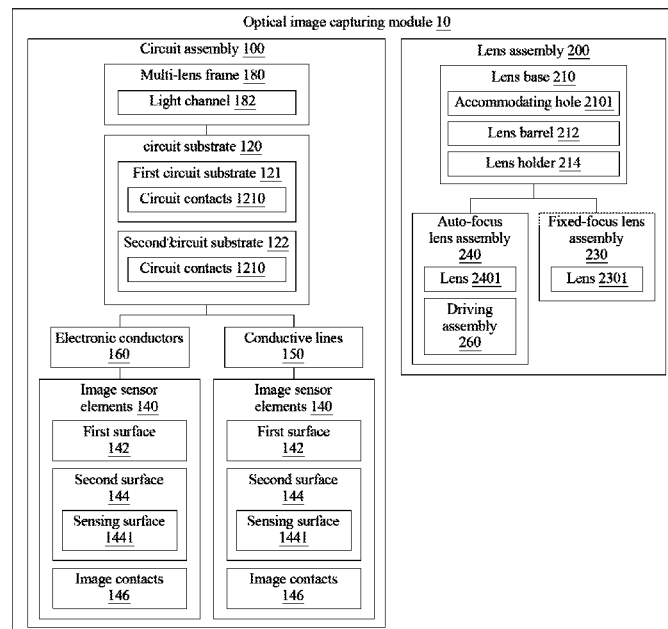 Optical image capturing module 10
Circuit assembly 100
Multi-lens frame 180
Light channel 182
circuit substrate 120
First circuit substrate 121
Circuit contacts 1210
Second circuit substrate 122
Circuit contacts 1210
Electronic conductors
160
Conductive lines
150
Image sensor
elements 140
First surface
142
Second surface
144
Sensing surface
1441
Image contacts
146
Image sensor
elements 140
First surface
142
Second surface
144
Sensing surface
1441
Image contacts
146
Lens assembly 200
Lens base 210
Accommodating hole 2101
Lens barrel 212
Lens holder 214
Auto-focus
lens assembly
240
Lens 2401
Driving
assembly
260
Fixed-focus lens
assembly
230
Lens 2301